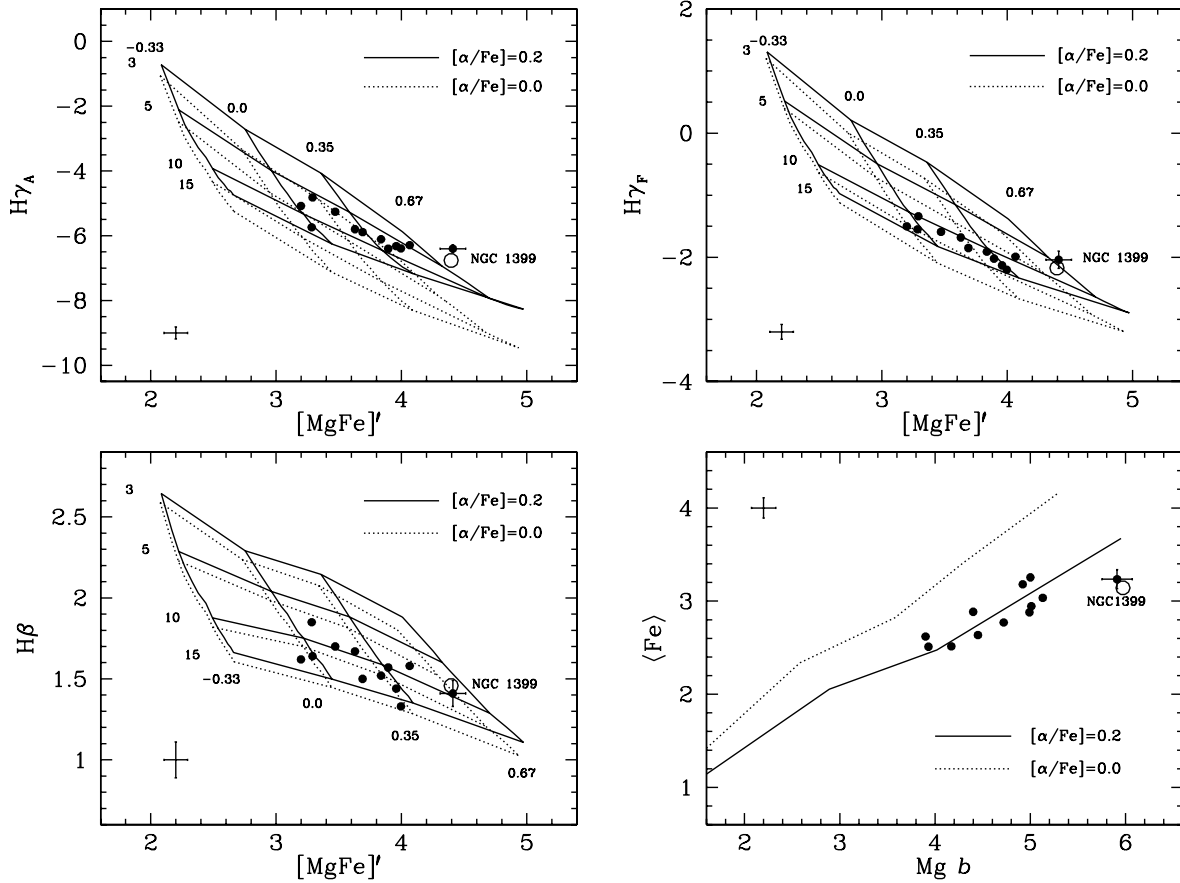 0
−2
−4
−6
−8
−10
HγA
−0.33
3
5
10
15
0.0
0.35
0.67
[α/Fe]=0.2
[α/Fe]=0.0
NGC 1399
2
3
4
5
[MgFe]′
2
0
−2
−4
HγF
−0.33
3
5
10
15
0.0
0.35
0.67
[α/Fe]=0.2
[α/Fe]=0.0
NGC 1399
2
3
4
5
[MgFe]′
2.5
2
1.5
1
Hβ
3
5
10
15
−0.33
0.0
0.35
0.67
[α/Fe]=0.2
[α/Fe]=0.0
NGC 1399
2
3
4
5
[MgFe]′
4
3
2
1
⟨Fe⟩
NGC1399
[α/Fe]=0.2
[α/Fe]=0.0
2
3
4
5
6
Mg b